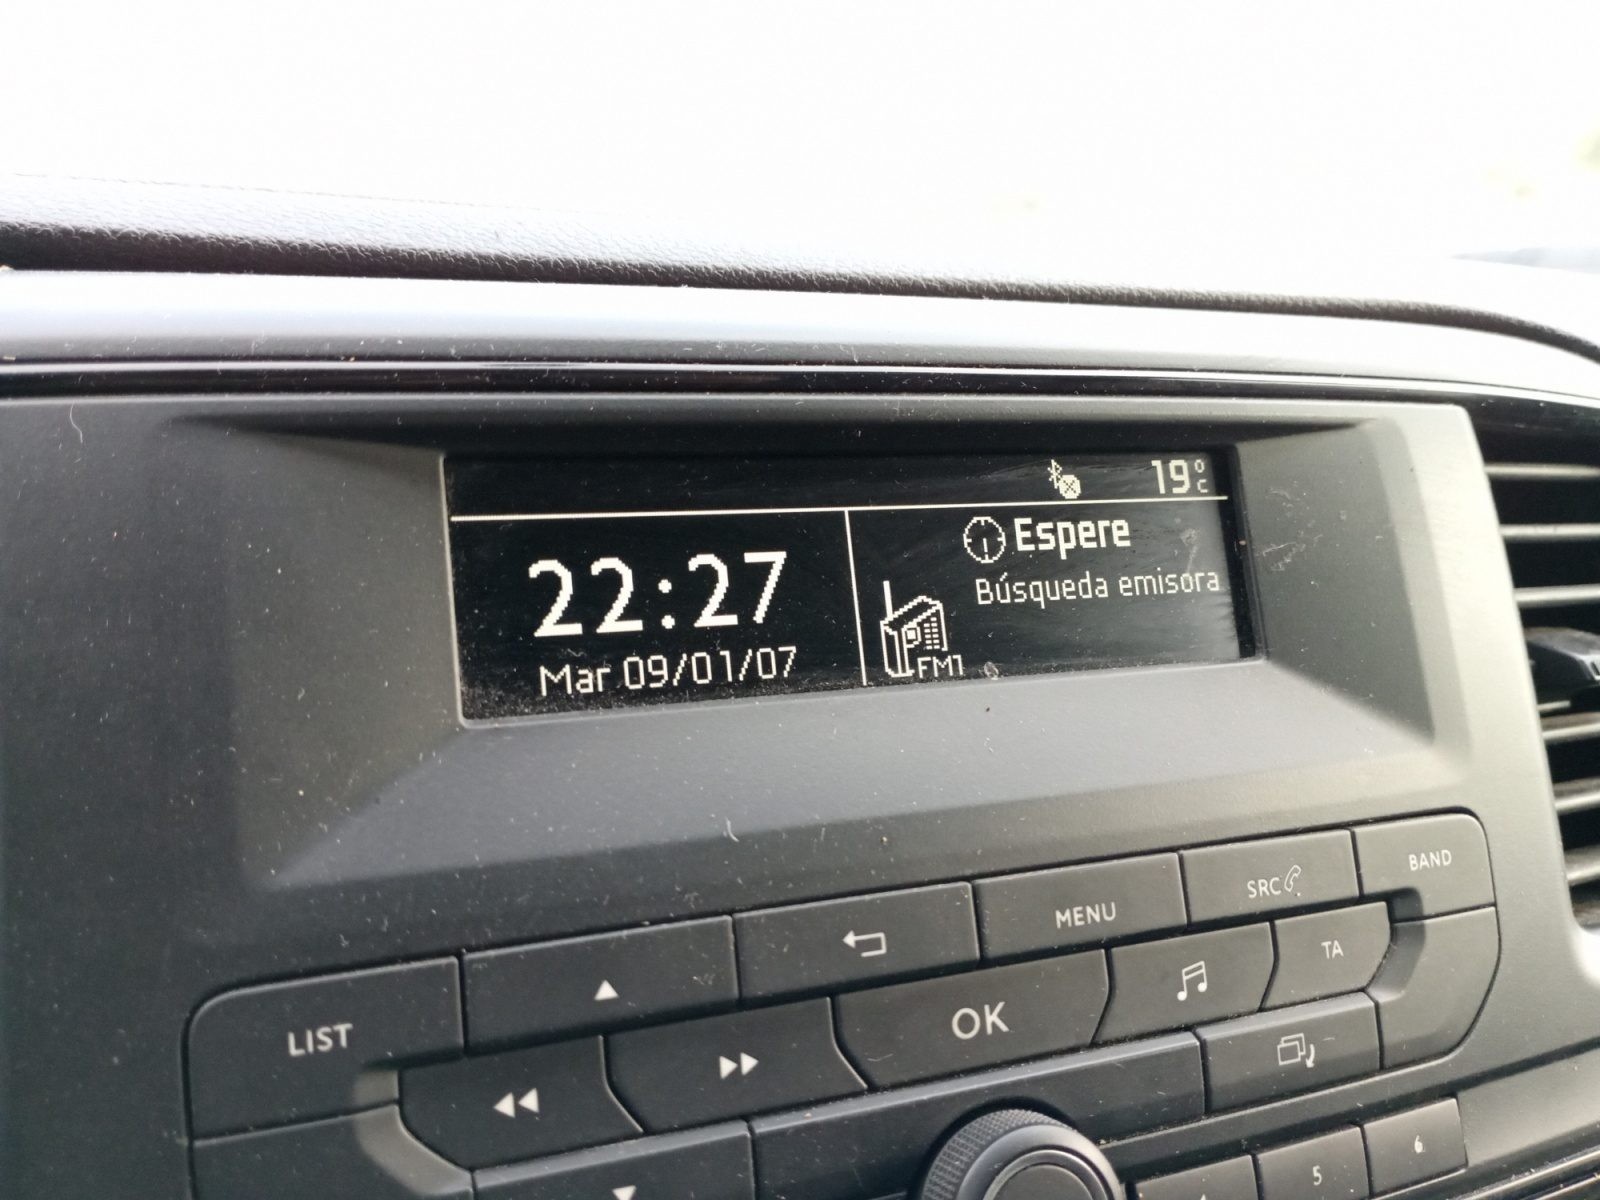 19°C
22:27
Mar 09/01/07
Espere
Búsqueda emisora
FM1
BAND
SRC
MENU
TA
OK
LIST
6
5